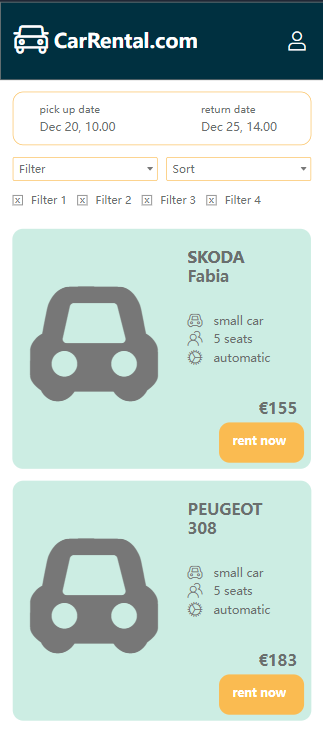 CarRental.com
pick up date
return date
Dec 20, 10.00
Dec 25, 14.00
Filter
Sort
Filter 1
Filter 2
Filter 3
Filter 4
SKODA
Fabia
small car
5 seats
automatic
€155
rent now
PEUGEOT
308
small car
5 seats
automatic
€183
rent now